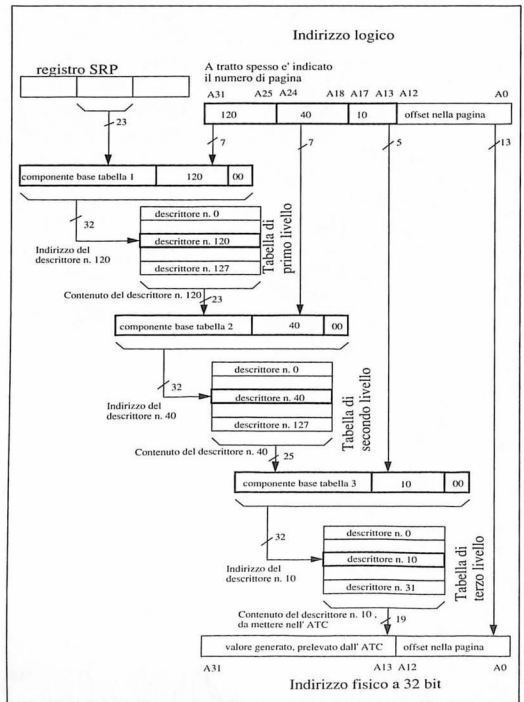 Indirizzo logico
registro SRP
A tratto spesso e' indicato
il numero di pagina
A31 A25 A24 A18 A17 A13 A12 A0
120 40 10 offset nella pagina
23
7 7 5 13
componente base tabella 1 120 00
32
Indirizzo del
descrittore n. 120
descrittore n. 0
descrittore n. 120
descrittore n. 127
Tabella di
primo livello
Contenuto del descrittore n. 120
23
componente base tabella 2 40 00
32
Indirizzo del
descrittore n. 40
descrittore n. 0
descrittore n. 40
descrittore n. 127
Tabella di
secondo livello
Contenuto del descrittore n. 40
25
componente base tabella 3 10 00
32
Indirizzo del
descrittore n. 10
descrittore n. 0
descrittore n. 10
descrittore n. 31
Tabella di
terzo livello
Contenuto del descrittore n. 10 ,
da mettere nell' ATC
19
valore generato, prelevato dall' ATC offset nella pagina
A31 A13 A12 A0
Indirizzo fisico a 32 bit